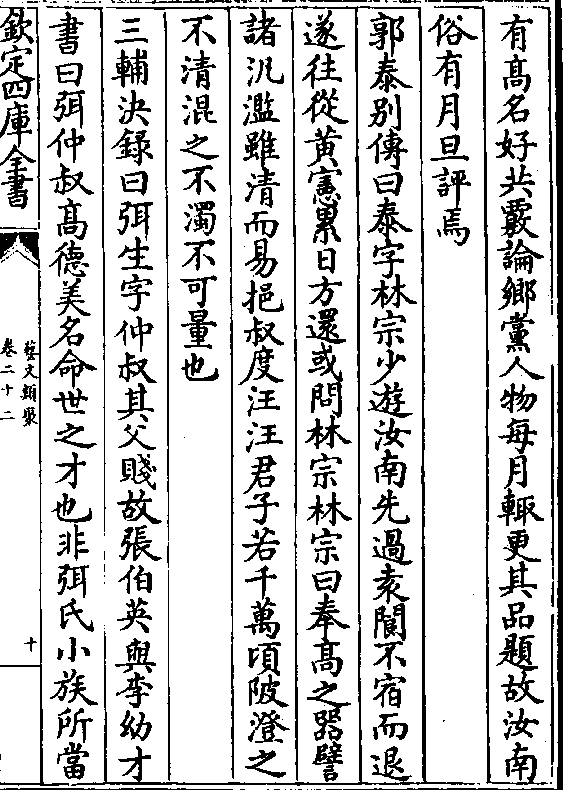 有高名好共覈論鄉黨人物每月輙更其品題故汝南
俗有月旦評焉
郭泰别傳曰泰字林宗少遊汝南先過袁閬不宿而退
遂往從黃憲累日方還或問林宗林宗曰奉高之器譬
諸汎濫雖清而易挹叔度汪汪君子若千萬頃陂澄之
不清混之不濁不可量也
三輔決録曰弭生字仲叔其父賤故張伯英與李幼才
書曰弭仲叔高德美名命世之才也非弭氏小族所當
欽定四庫全書
藝文類聚
卷二十二
十